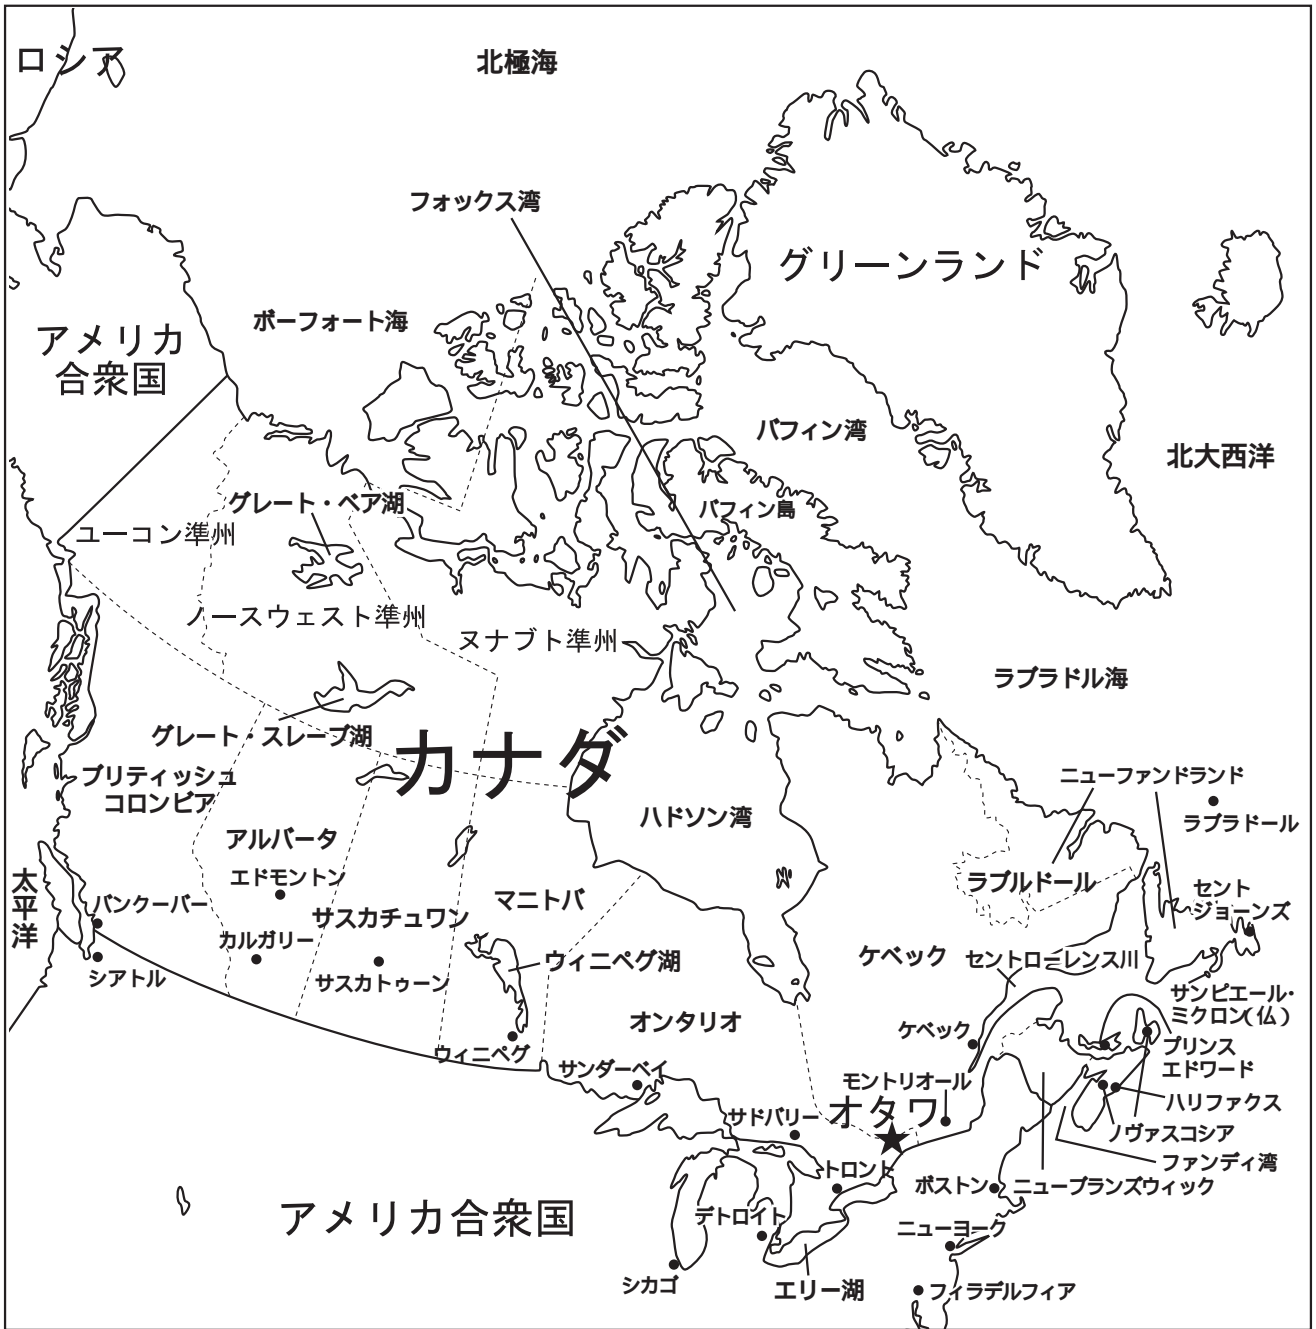 ロシア
北極海
フォックス湾
グリーンランド
ボーフォート海
アメリカ
合衆国
バフィン湾
北大西洋
グレート・ベア湖
バフィン島
ユーコン準州
ノースウェスト準州
ヌナブト準州
ラブラドル海
グレート・スレーブ湖
カナダ
ブリティッシュ
コロンビア
ニューファンドランド
ハドソン湾
ラブラドール
アルバータ
エドモントン
太平洋
ラブルドール
セント
ジョーンズ
マニトバ
バンクーバー
サスカチュワン
カルガリー
ケベック
セントローレンス川
ウィニペグ湖
シアトル
サスカトゥーン
サンピエール・
ミクロン(仏)
オンタリオ
ケベック
プリンス
エドワード
ウィニペグ
サンダーベイ
モントリオール
ハリファクス
オタワ
サドバリー
ノヴァスコシア
ファンディ湾
トロント
ボストン
ニューブランズウィック
アメリカ合衆国
デトロイト
ニューヨーク
シカゴ
エリー湖
フィラデルフィア